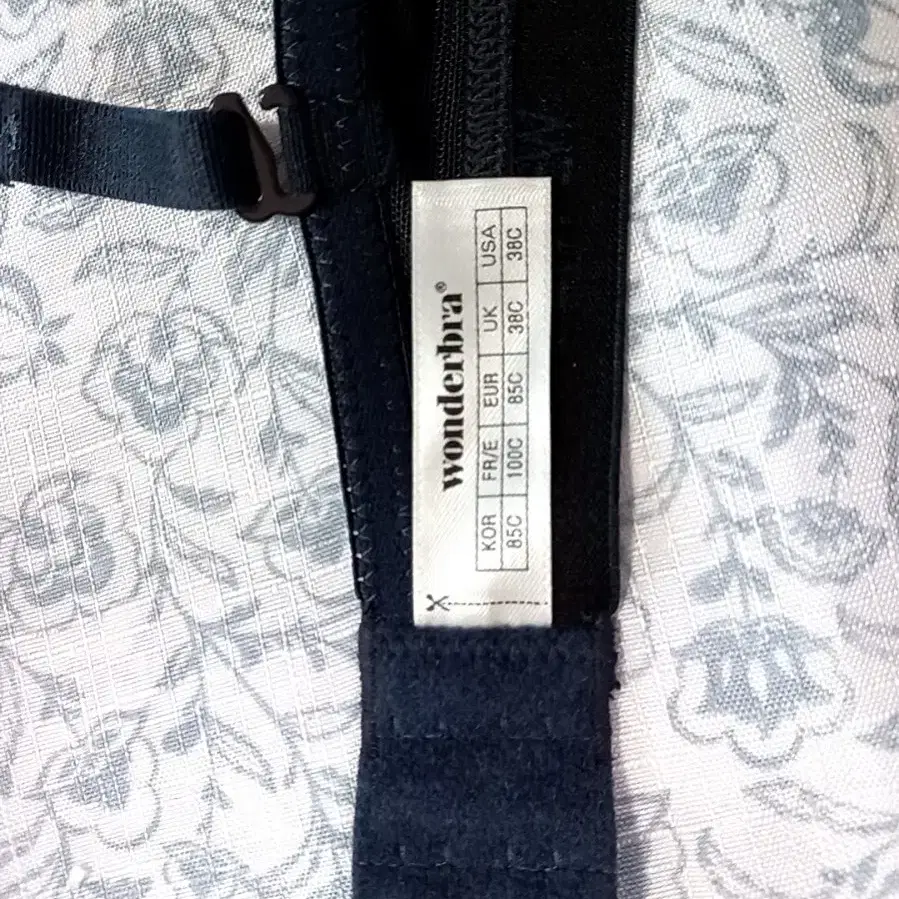 wonderbra®
KOR FR/E EUR UK USA
85C 100C 85C 38C 38C